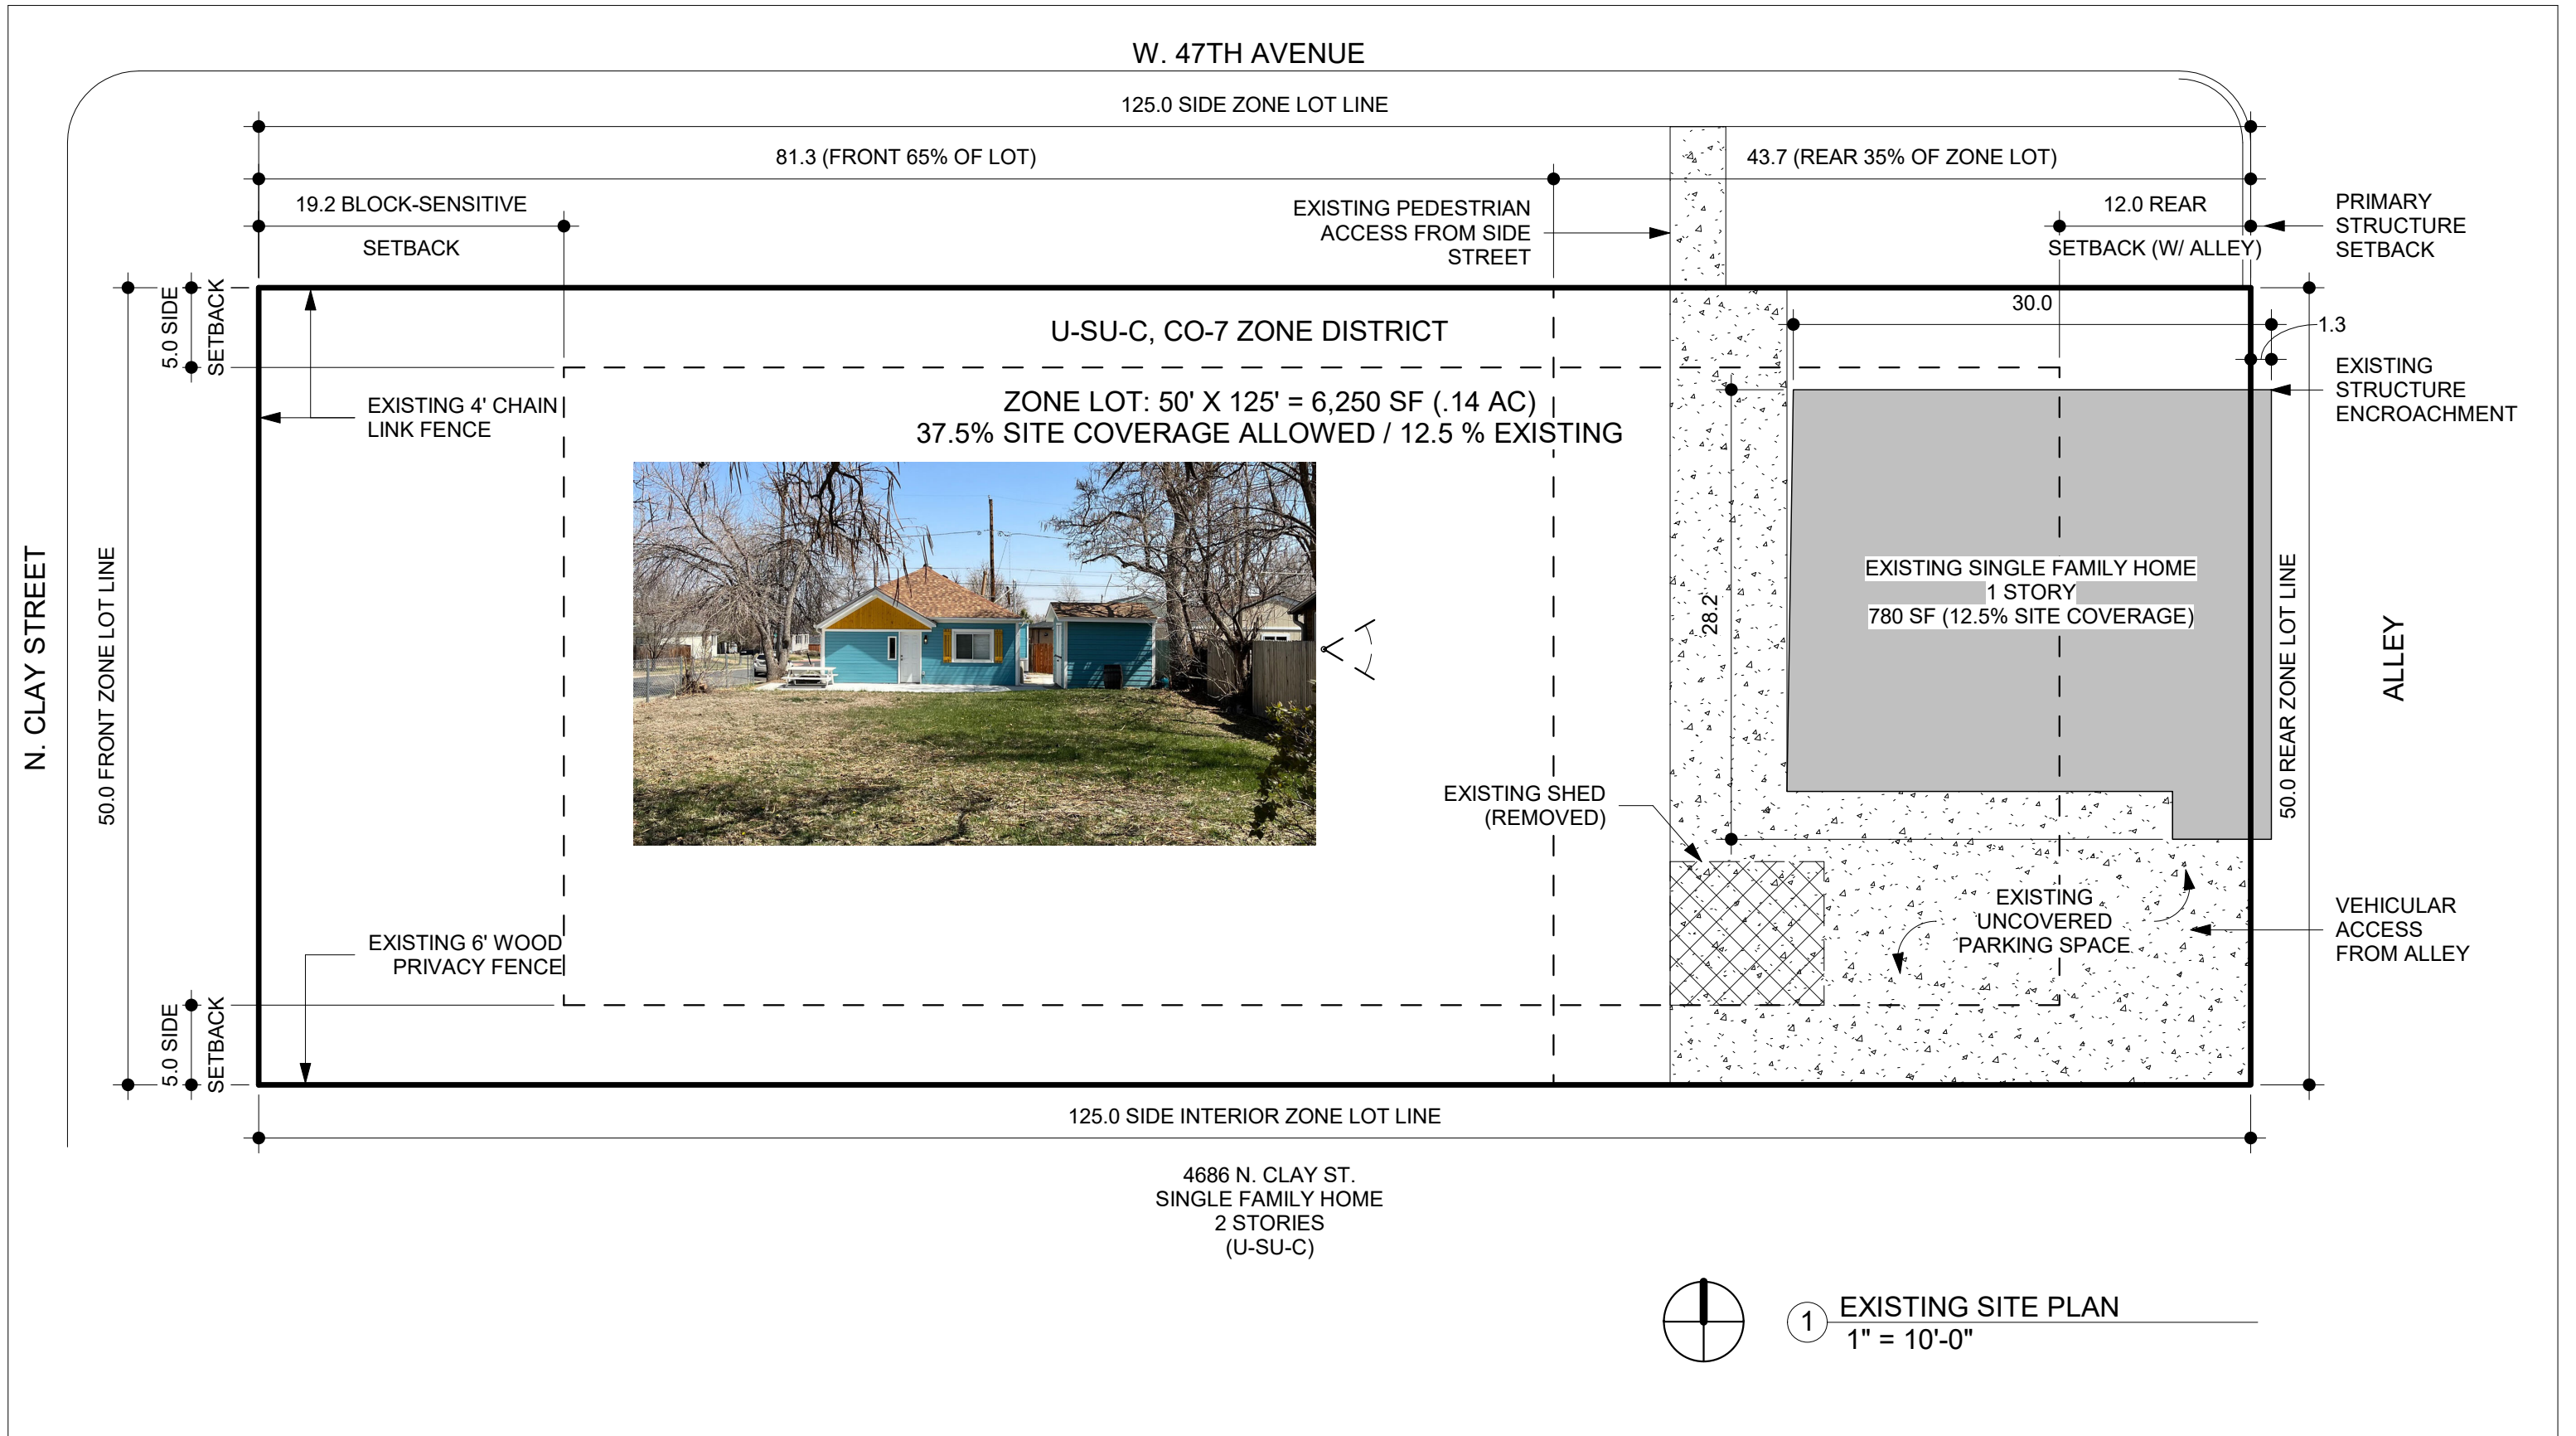 W. 47TH AVENUE
125.0 SIDE ZONE LOT LINE
81.3 (FRONT 65% OF LOT)
43.7 (REAR 35% OF ZONE LOT)
19.2 BLOCK-SENSITIVE
SETBACK
EXISTING PEDESTRIAN
ACCESS FROM SIDE
STREET
12.0 REAR
SETBACK (W/ ALLEY)
PRIMARY
STRUCTURE
SETBACK
5.0 SIDE
SETBACK
30.0
1.3
U-SU-C, CO-7 ZONE DISTRICT
EXISTING
STRUCTURE
ENCROACHMENT
EXISTING 4' CHAIN
LINK FENCE
ZONE LOT: 50' X 125' = 6,250 SF (.14 AC)
37.5% SITE COVERAGE ALLOWED / 12.5 % EXISTING
N. CLAY STREET
50.0 FRONT ZONE LOT LINE
28.2
EXISTING SINGLE FAMILY HOME
1 STORY
780 SF (12.5% SITE COVERAGE)
50.0 REAR ZONE LOT LINE
ALLEY
EXISTING SHED
(REMOVED)
EXISTING
UNCOVERED
PARKING SPACE
VEHICULAR
ACCESS
FROM ALLEY
EXISTING 6' WOOD
PRIVACY FENCE
5.0 SIDE
SETBACK
125.0 SIDE INTERIOR ZONE LOT LINE
4686 N. CLAY ST.
SINGLE FAMILY HOME
2 STORIES
(U-SU-C)
1 EXISTING SITE PLAN
1" = 10'-0"